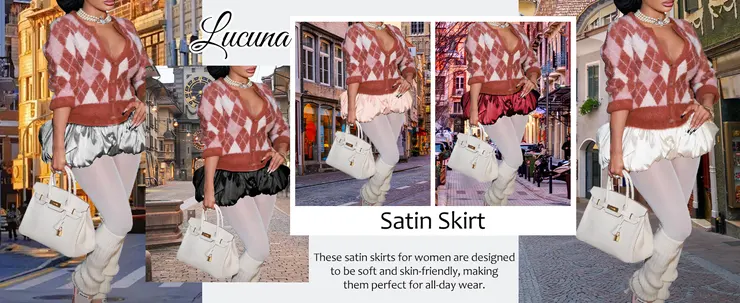 Lucuna
Satin Skirt
These satin skirts for women are designed
to be soft and skin-friendly, making
them perfect for all-day wear.